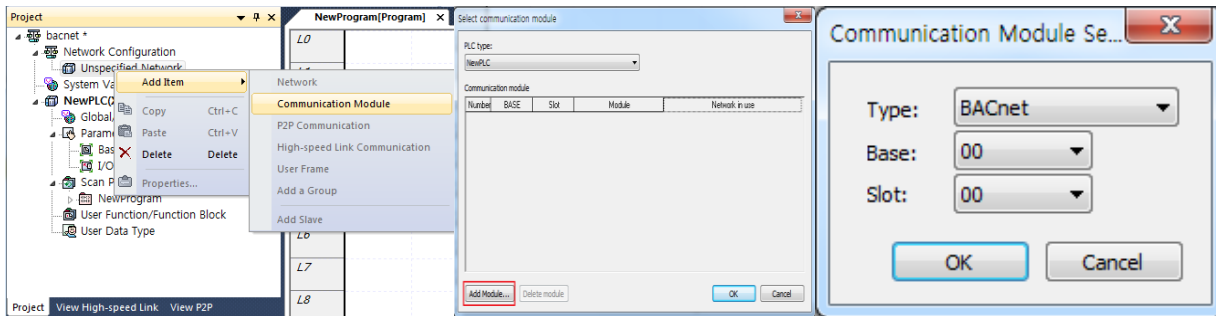 Project
bacnet *
Network Configuration
Unspecified Network
System Va
NewPLC(
Global/
Param
Bas
I/O
Scan P
NewProgram
User Function/Function Block
User Data Type
Project View High-speed Link View P2P
Add Item
Copy Ctrl+C
Paste Ctrl+V
Delete Delete
Properties...
Network
Communication Module
P2P Communication
High-speed Link Communication
User Frame
Add a Group
Add Slave
NewProgram[Program] ×
L0
L6
L7
L8
Select communication module
PLC type:
NewPLC
Communication module
Number BASE Slot Module Network in use
Add Module... Delete module OK Cancel
Communication Module Se...
Type: BACnet
Base: 00
Slot: 00
OK Cancel